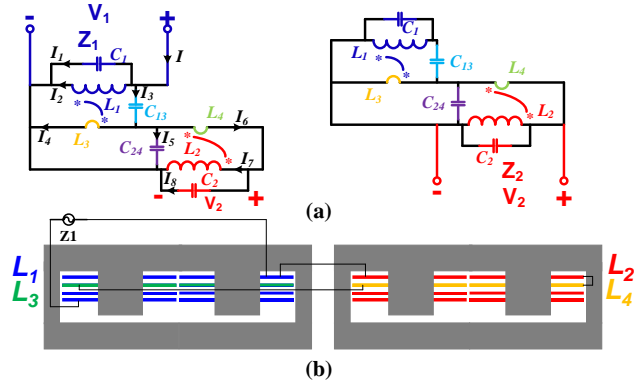 V1
- Z1 +
I1 C1 I
I2 I3
* L1 * C13
I4 L3 L4 I6
* *
C24 I5 L2
I7
I8 C2
- V2 +
C1
L1 C13
* *
L3 L4
C24 * L2 *
C2 Z2
- V2 +
(a)
Z1
L1 L2
L3 L4
(b)